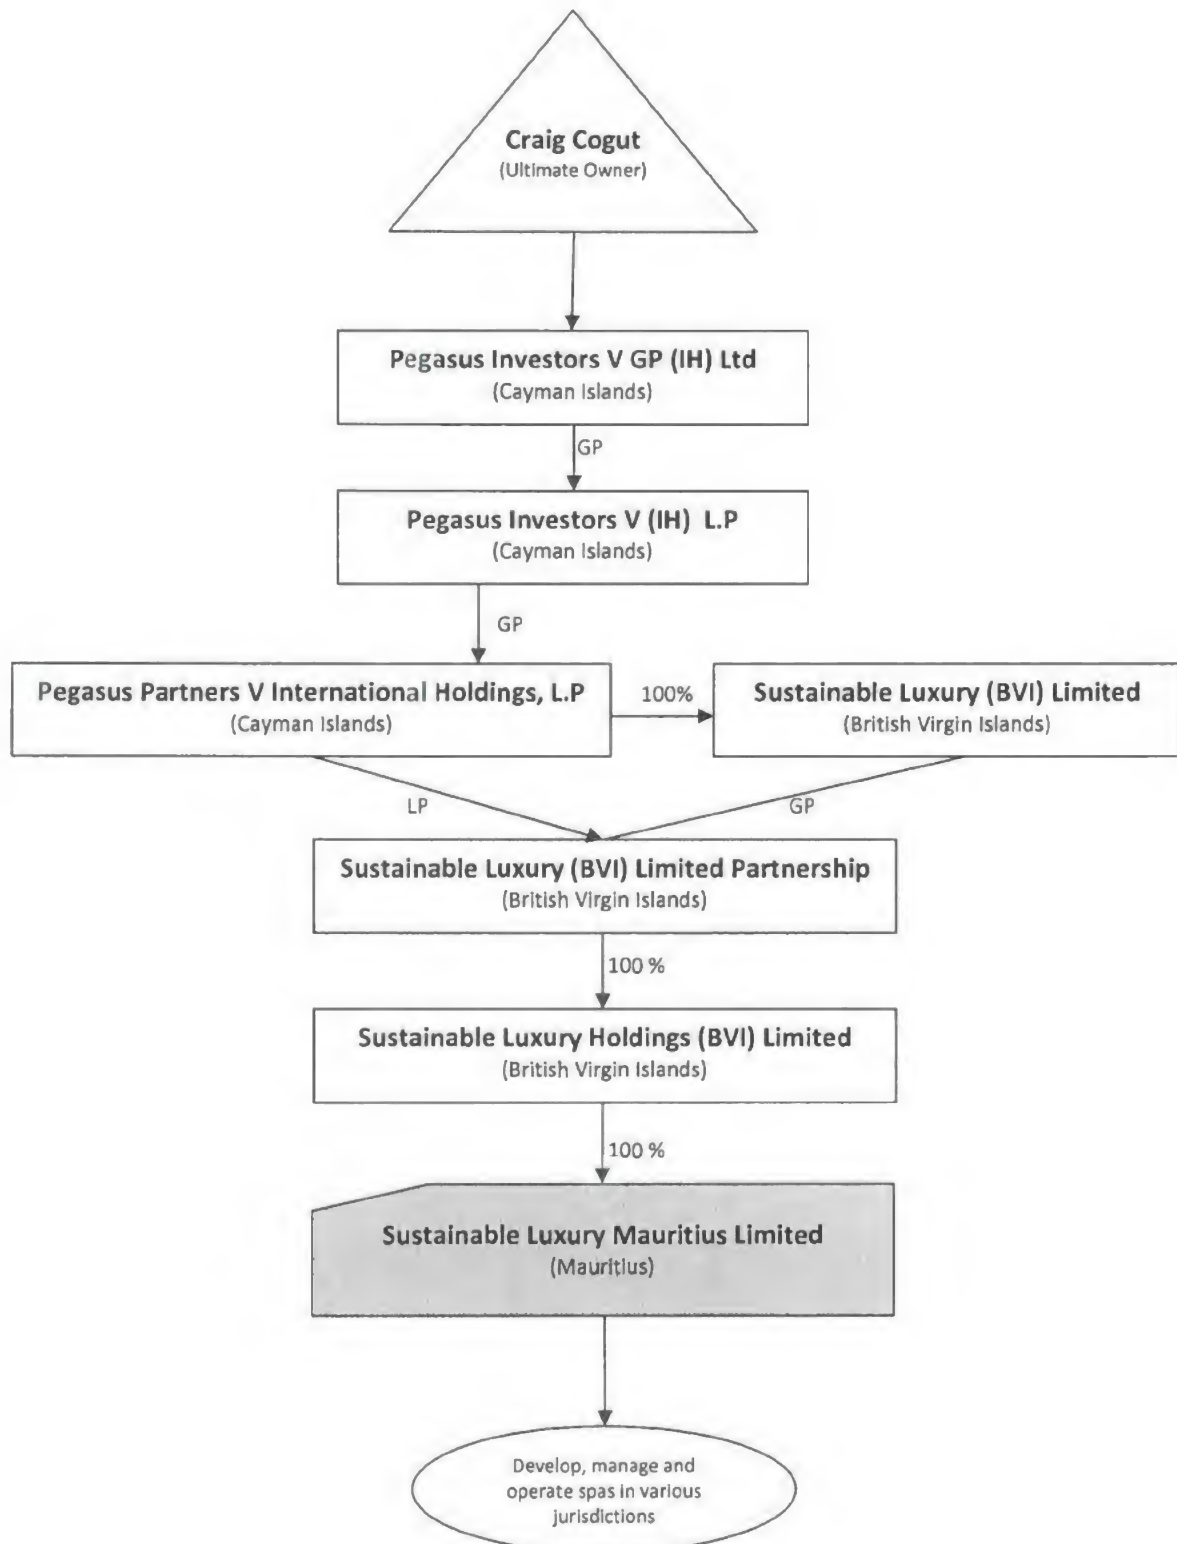 Craig Cogut
(Ultimate Owner)
Pegasus Investors V GP (IH) Ltd
(Cayman Islands)
GP
Pegasus Investors V (IH) L.P
(Cayman Islands)
GP
Pegasus Partners V International Holdings, L.P
(Cayman Islands)
100%
Sustainable Luxury (BVI) Limited
(British Virgin Islands)
LP
GP
Sustainable Luxury (BVI) Limited Partnership
(British Virgin Islands)
100 %
Sustainable Luxury Holdings (BVI) Limited
(British Virgin Islands)
100 %
Sustainable Luxury Mauritius Limited
(Mauritius)
Develop, manage and
operate spas in various
jurisdictions